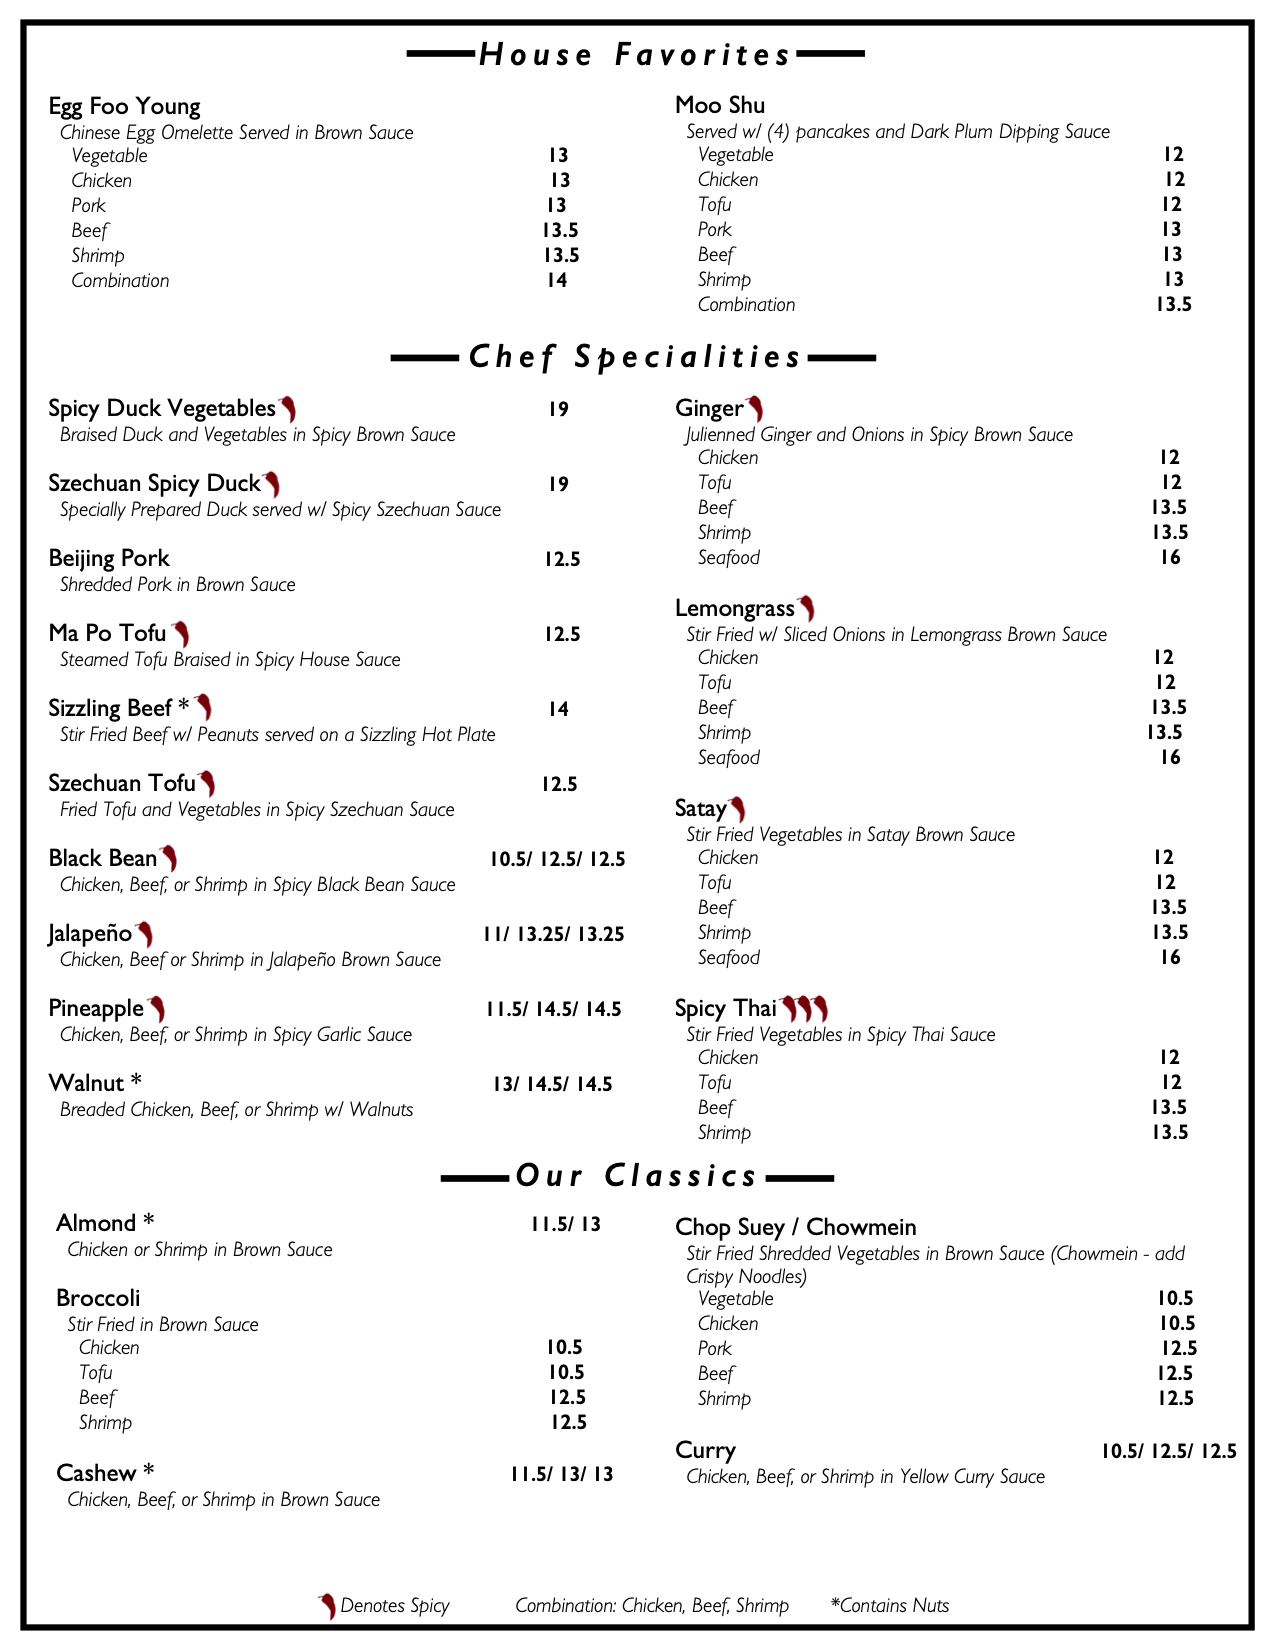 House Favorites
Egg Foo Young
Chinese Egg Omelette Served in Brown Sauce
Vegetable 13
Chicken 13
Pork 13
Beef 13.5
Shrimp 13.5
Combination 14
Moo Shu
Served w/ (4) pancakes and Dark Plum Dipping Sauce
Vegetable 12
Chicken 12
Tofu 12
Pork 13
Beef 13
Shrimp 13
Combination 13.5
Chef Specialities
Spicy Duck Vegetables 19
Braised Duck and Vegetables in Spicy Brown Sauce
Szechuan Spicy Duck 19
Specially Prepared Duck served w/ Spicy Szechuan Sauce
Beijing Pork 12.5
Shredded Pork in Brown Sauce
Ma Po Tofu 12.5
Steamed Tofu Braised in Spicy House Sauce
Sizzling Beef * 14
Stir Fried Beef w/ Peanuts served on a Sizzling Hot Plate
Szechuan Tofu 12.5
Fried Tofu and Vegetables in Spicy Szechuan Sauce
Black Bean 10.5/ 12.5/ 12.5
Chicken, Beef, or Shrimp in Spicy Black Bean Sauce
Jalapeño 11/ 13.25/ 13.25
Chicken, Beef or Shrimp in Jalapeño Brown Sauce
Pineapple 11.5/ 14.5/ 14.5
Chicken, Beef, or Shrimp in Spicy Garlic Sauce
Walnut * 13/ 14.5/ 14.5
Breaded Chicken, Beef, or Shrimp w/ Walnuts
Ginger
Julienned Ginger and Onions in Spicy Brown Sauce
Chicken 12
Tofu 12
Beef 13.5
Shrimp 13.5
Seafood 16
Lemongrass
Stir Fried w/ Sliced Onions in Lemongrass Brown Sauce
Chicken 12
Tofu 12
Beef 13.5
Shrimp 13.5
Seafood 16
Satay
Stir Fried Vegetables in Satay Brown Sauce
Chicken 12
Tofu 12
Beef 13.5
Shrimp 13.5
Seafood 16
Spicy Thai
Stir Fried Vegetables in Spicy Thai Sauce
Chicken 12
Tofu 12
Beef 13.5
Shrimp 13.5
Our Classics
Almond * 11.5/ 13
Chicken or Shrimp in Brown Sauce
Broccoli
Stir Fried in Brown Sauce
Chicken 10.5
Tofu 10.5
Beef 12.5
Shrimp 12.5
Cashew * 11.5/ 13/ 13
Chicken, Beef, or Shrimp in Brown Sauce
Chop Suey / Chowmein
Stir Fried Shredded Vegetables in Brown Sauce (Chowmein - add
Crispy Noodles)
Vegetable 10.5
Chicken 10.5
Pork 12.5
Beef 12.5
Shrimp 12.5
Curry 10.5/ 12.5/ 12.5
Chicken, Beef, or Shrimp in Yellow Curry Sauce
Denotes Spicy Combination: Chicken, Beef, Shrimp *Contains Nuts